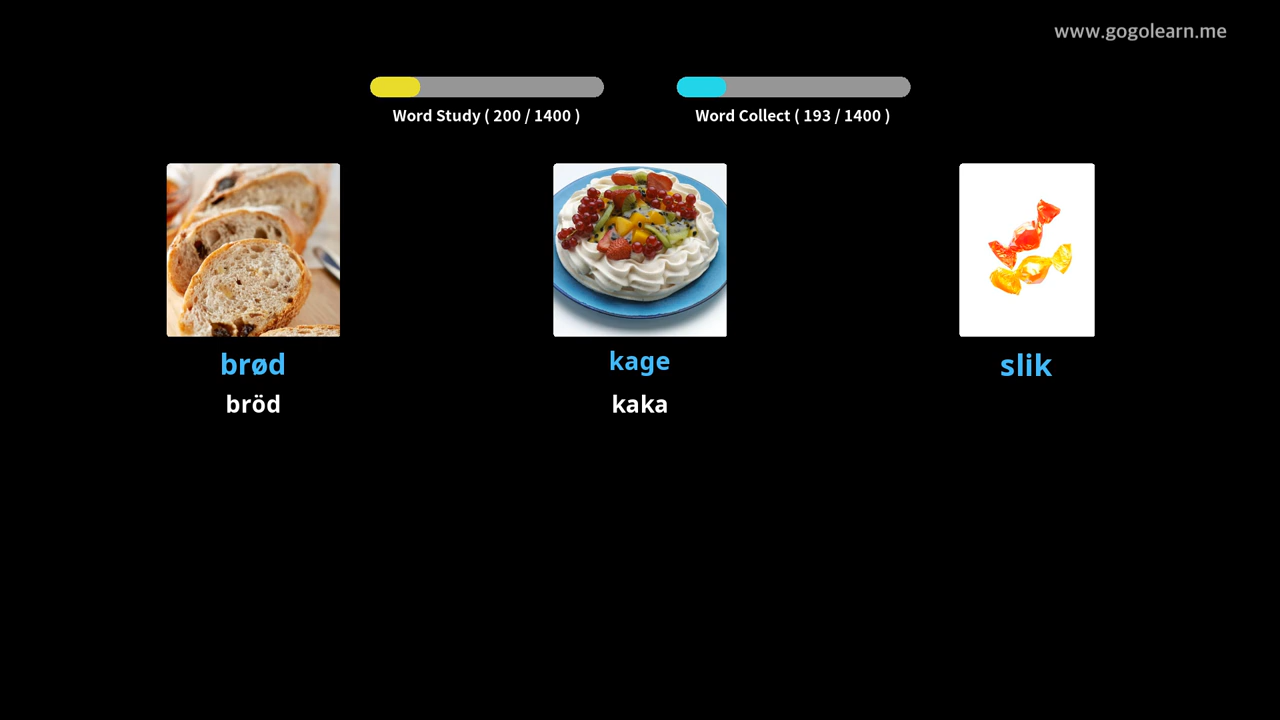 www.gogolearn.me
Word Study ( 200 / 1400 )
Word Collect ( 193 / 1400 )
brød
kage
slik
bröd
kaka